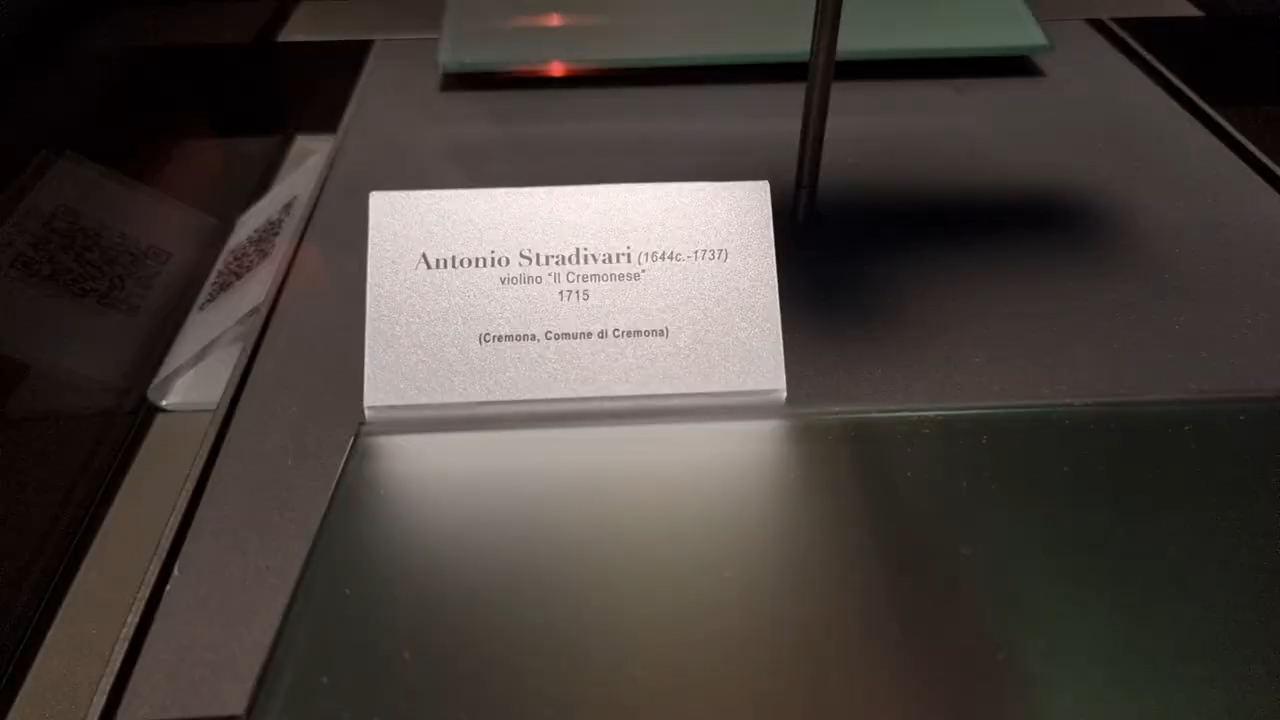 Antonio Stradivari (1644c.-1737)
violino "Il Cremonese"
1715
(Cremona, Comune di Cremona)